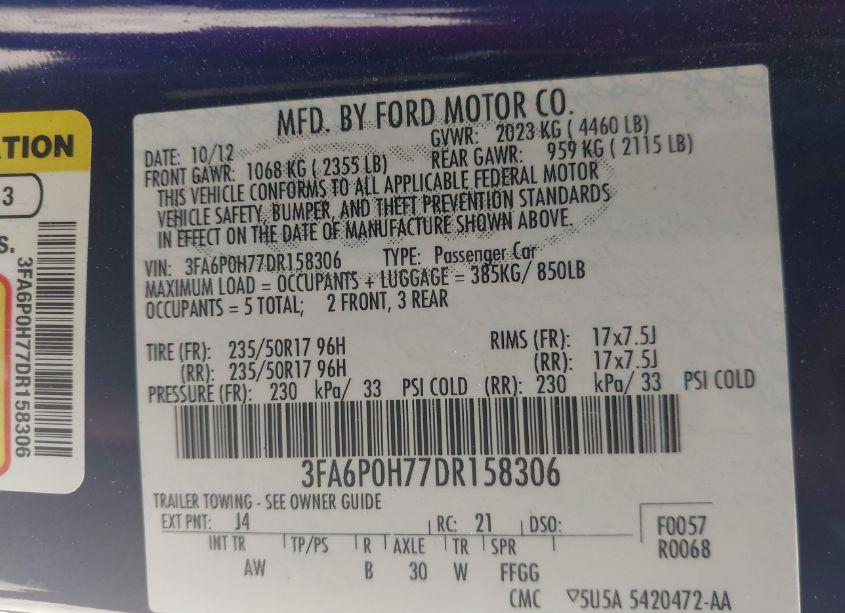 ATION
3
S.
3FA6P0H77DR158306
MFD. BY FORD MOTOR CO.
DATE: 10/12 GVWR: 2023 KG ( 4460 LB)
FRONT GAWR: 1068 KG ( 2355 LB) REAR GAWR: 959 KG ( 2115 LB)
THIS VEHICLE CONFORMS TO ALL APPLICABLE FEDERAL MOTOR
VEHICLE SAFETY, BUMPER, AND THEFT PREVENTION STANDARDS
IN EFFECT ON THE DATE OF MANUFACTURE SHOWN ABOVE.
VIN: 3FA6P0H77DR158306 TYPE: Passenger Car
MAXIMUM LOAD = OCCUPANTS + LUGGAGE = 385KG/ 850LB
OCCUPANTS = 5 TOTAL; 2 FRONT, 3 REAR
TIRE (FR): 235/50R17 96H RIMS (FR): 17x7.5J
(RR): 235/50R17 96H (RR): 17x7.5J
PRESSURE (FR): 230 kPa/ 33 PSI COLD (RR): 230 kPa/ 33 PSI COLD
3FA6P0H77DR158306
TRAILER TOWING - SEE OWNER GUIDE
EXT PNT: J4 RC: 21 DSO: F0057
R0068
INT TR TP/PS R AXLE TR SPR
AW B 30 W FFGG
CMC ▽5U5A 5420472-AA